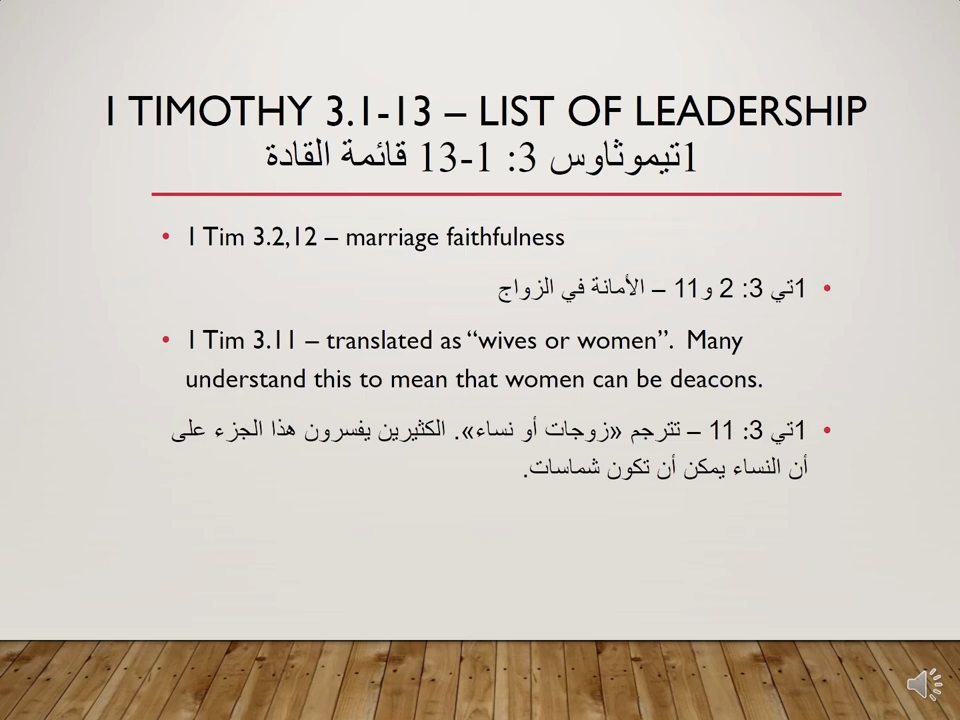 1 TIMOTHY 3.1-13 – LIST OF LEADERSHIP
1تيموثاوس 3: 1-13 قائمة القادة
• 1 Tim 3.2,12 – marriage faithfulness
• 1تي 3: 2 و11 – الأمانة في الزواج
• 1 Tim 3.11 – translated as “wives or women”. Many
understand this to mean that women can be deacons.
• 1تي 3: 11 – تترجم «زوجات أو نساء». الكثيرين يفسرون هذا الجزء على
أن النساء يمكن أن تكون شماسات.